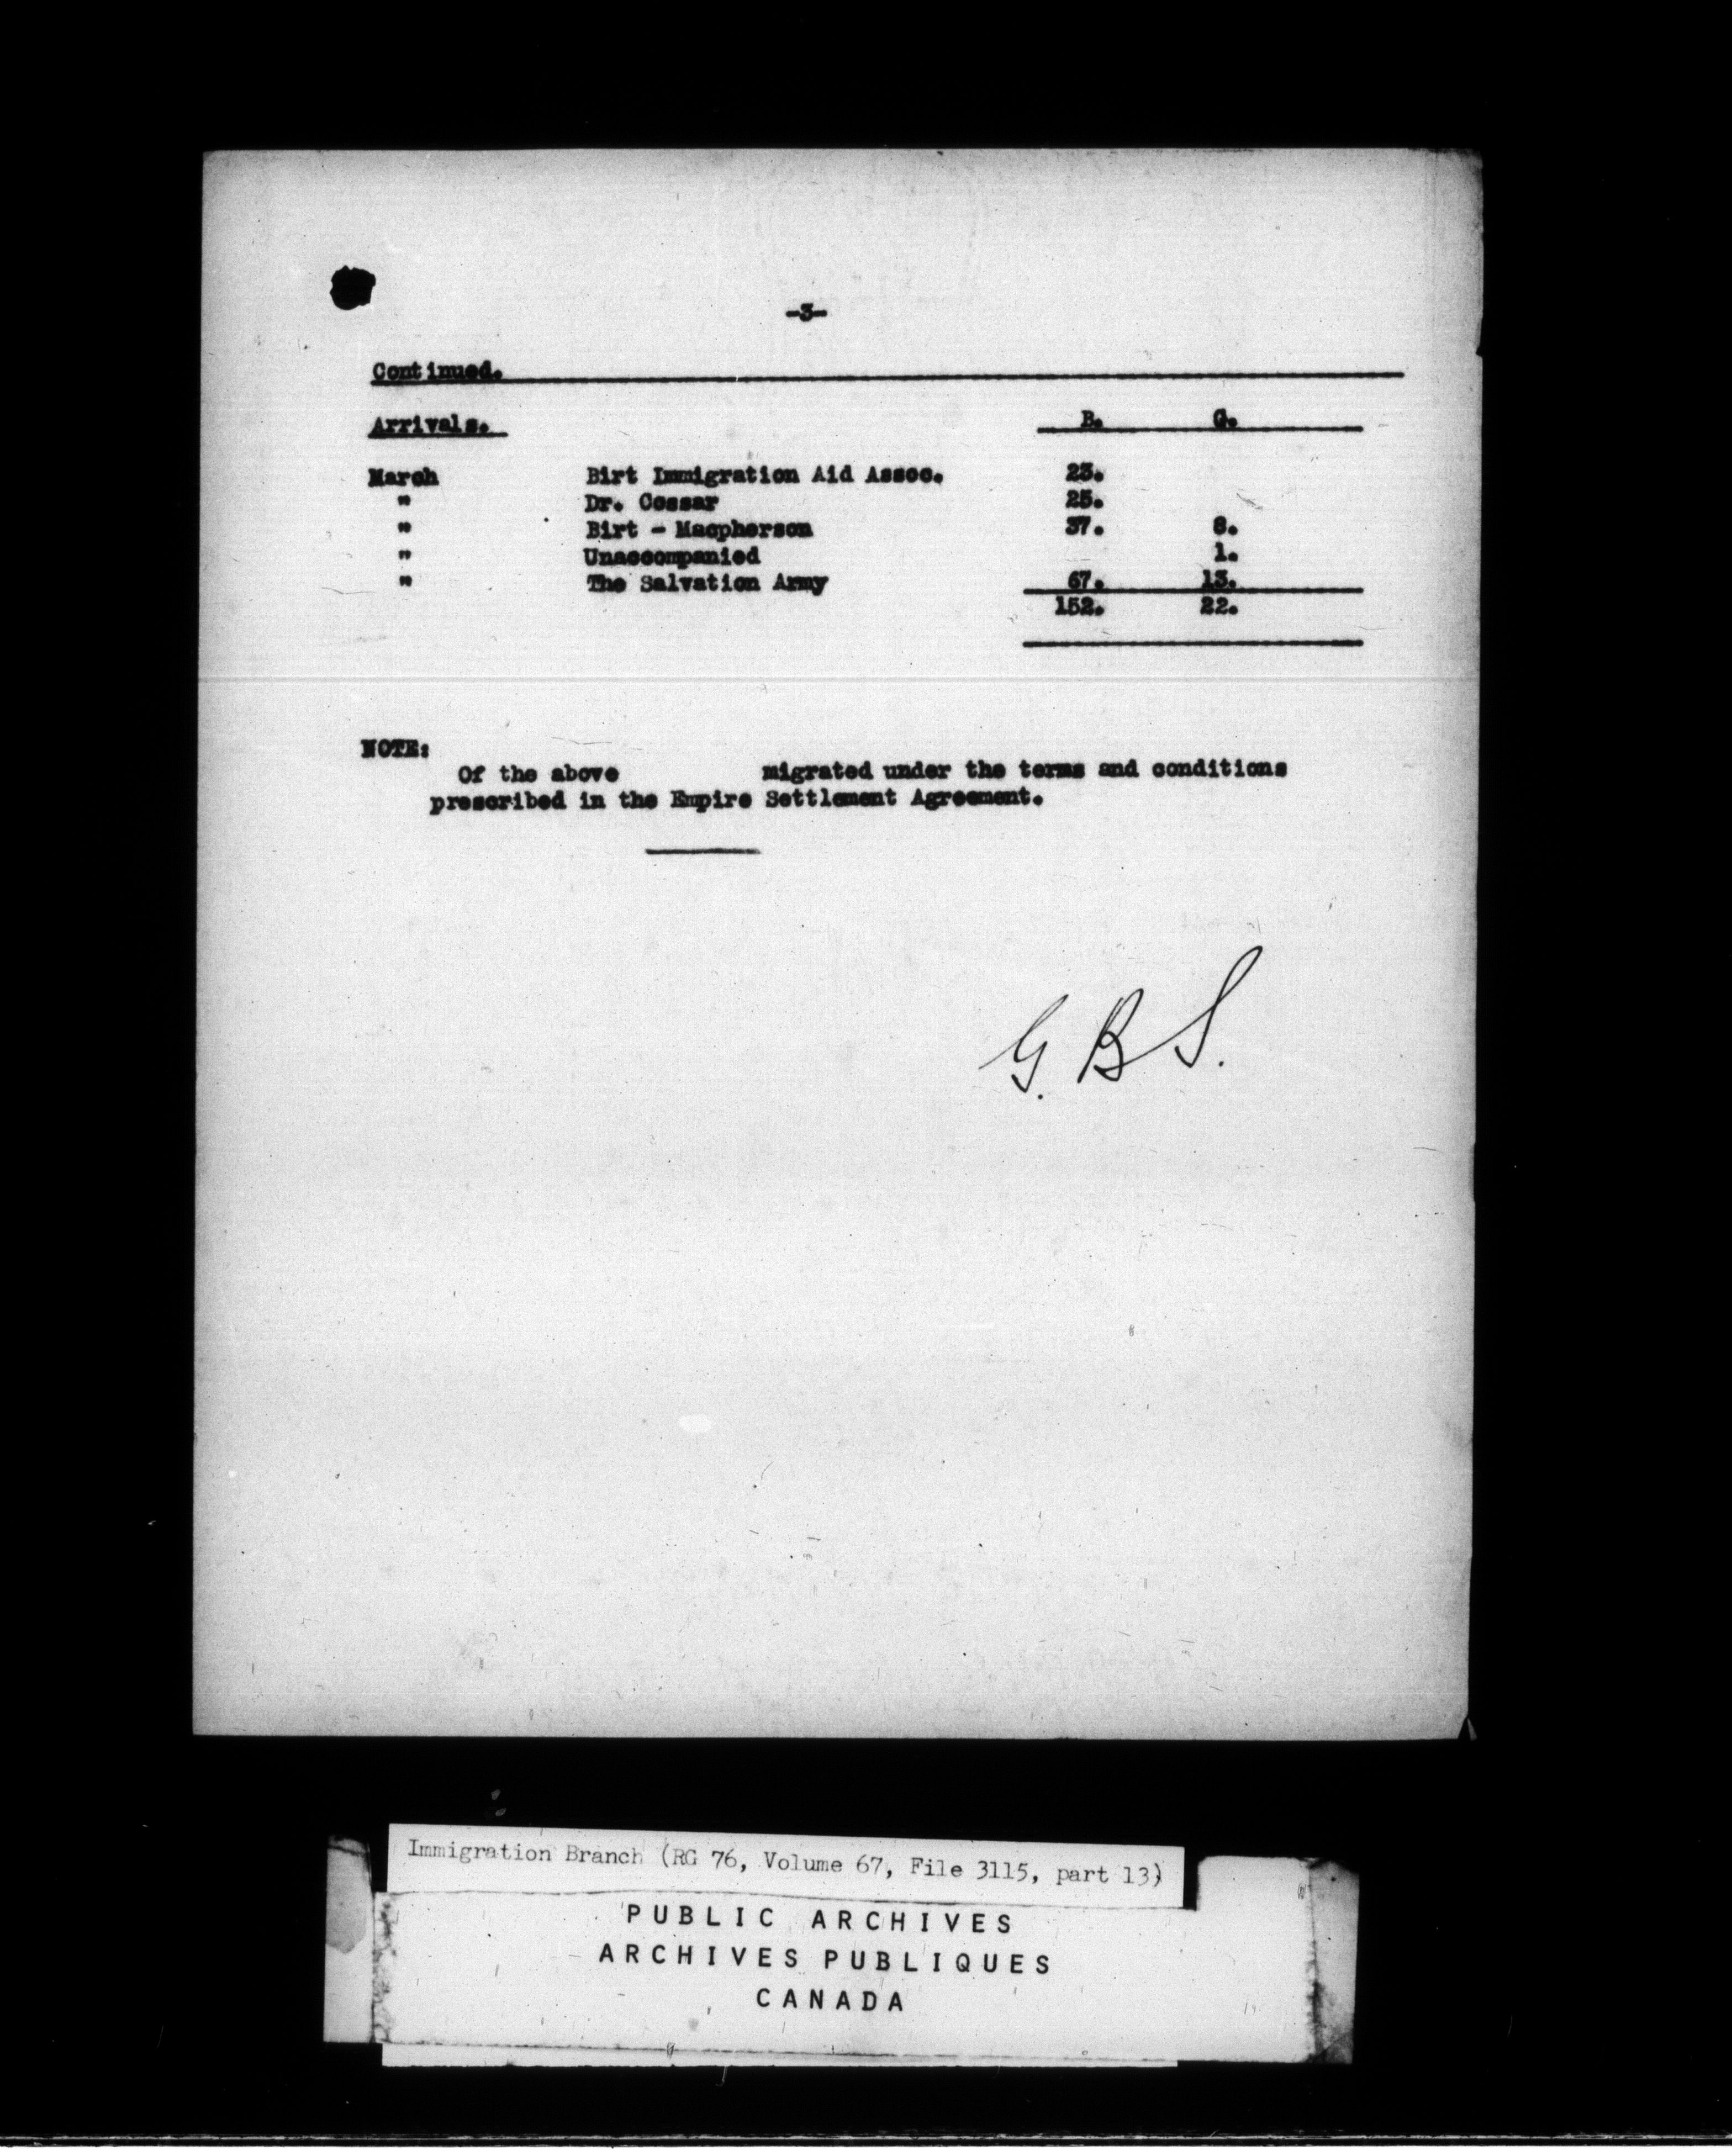 -3-
Continued.
Arrivals. B. G.
March Birt Immigration Aid Assoc. 23.
" Dr. Cossar 25.
" Birt - Macpherson 37. 8.
" Unaccompanied 1.
" The Salvation Army 67. 13.
152. 22.
NOTE:
Of the above migrated under the terms and conditions
prescribed in the Empire Settlement Agreement.
G. B S.
Immigration Branch (RG 76, Volume 67, File 3115, part 13)
PUBLIC ARCHIVES
ARCHIVES PUBLIQUES
CANADA